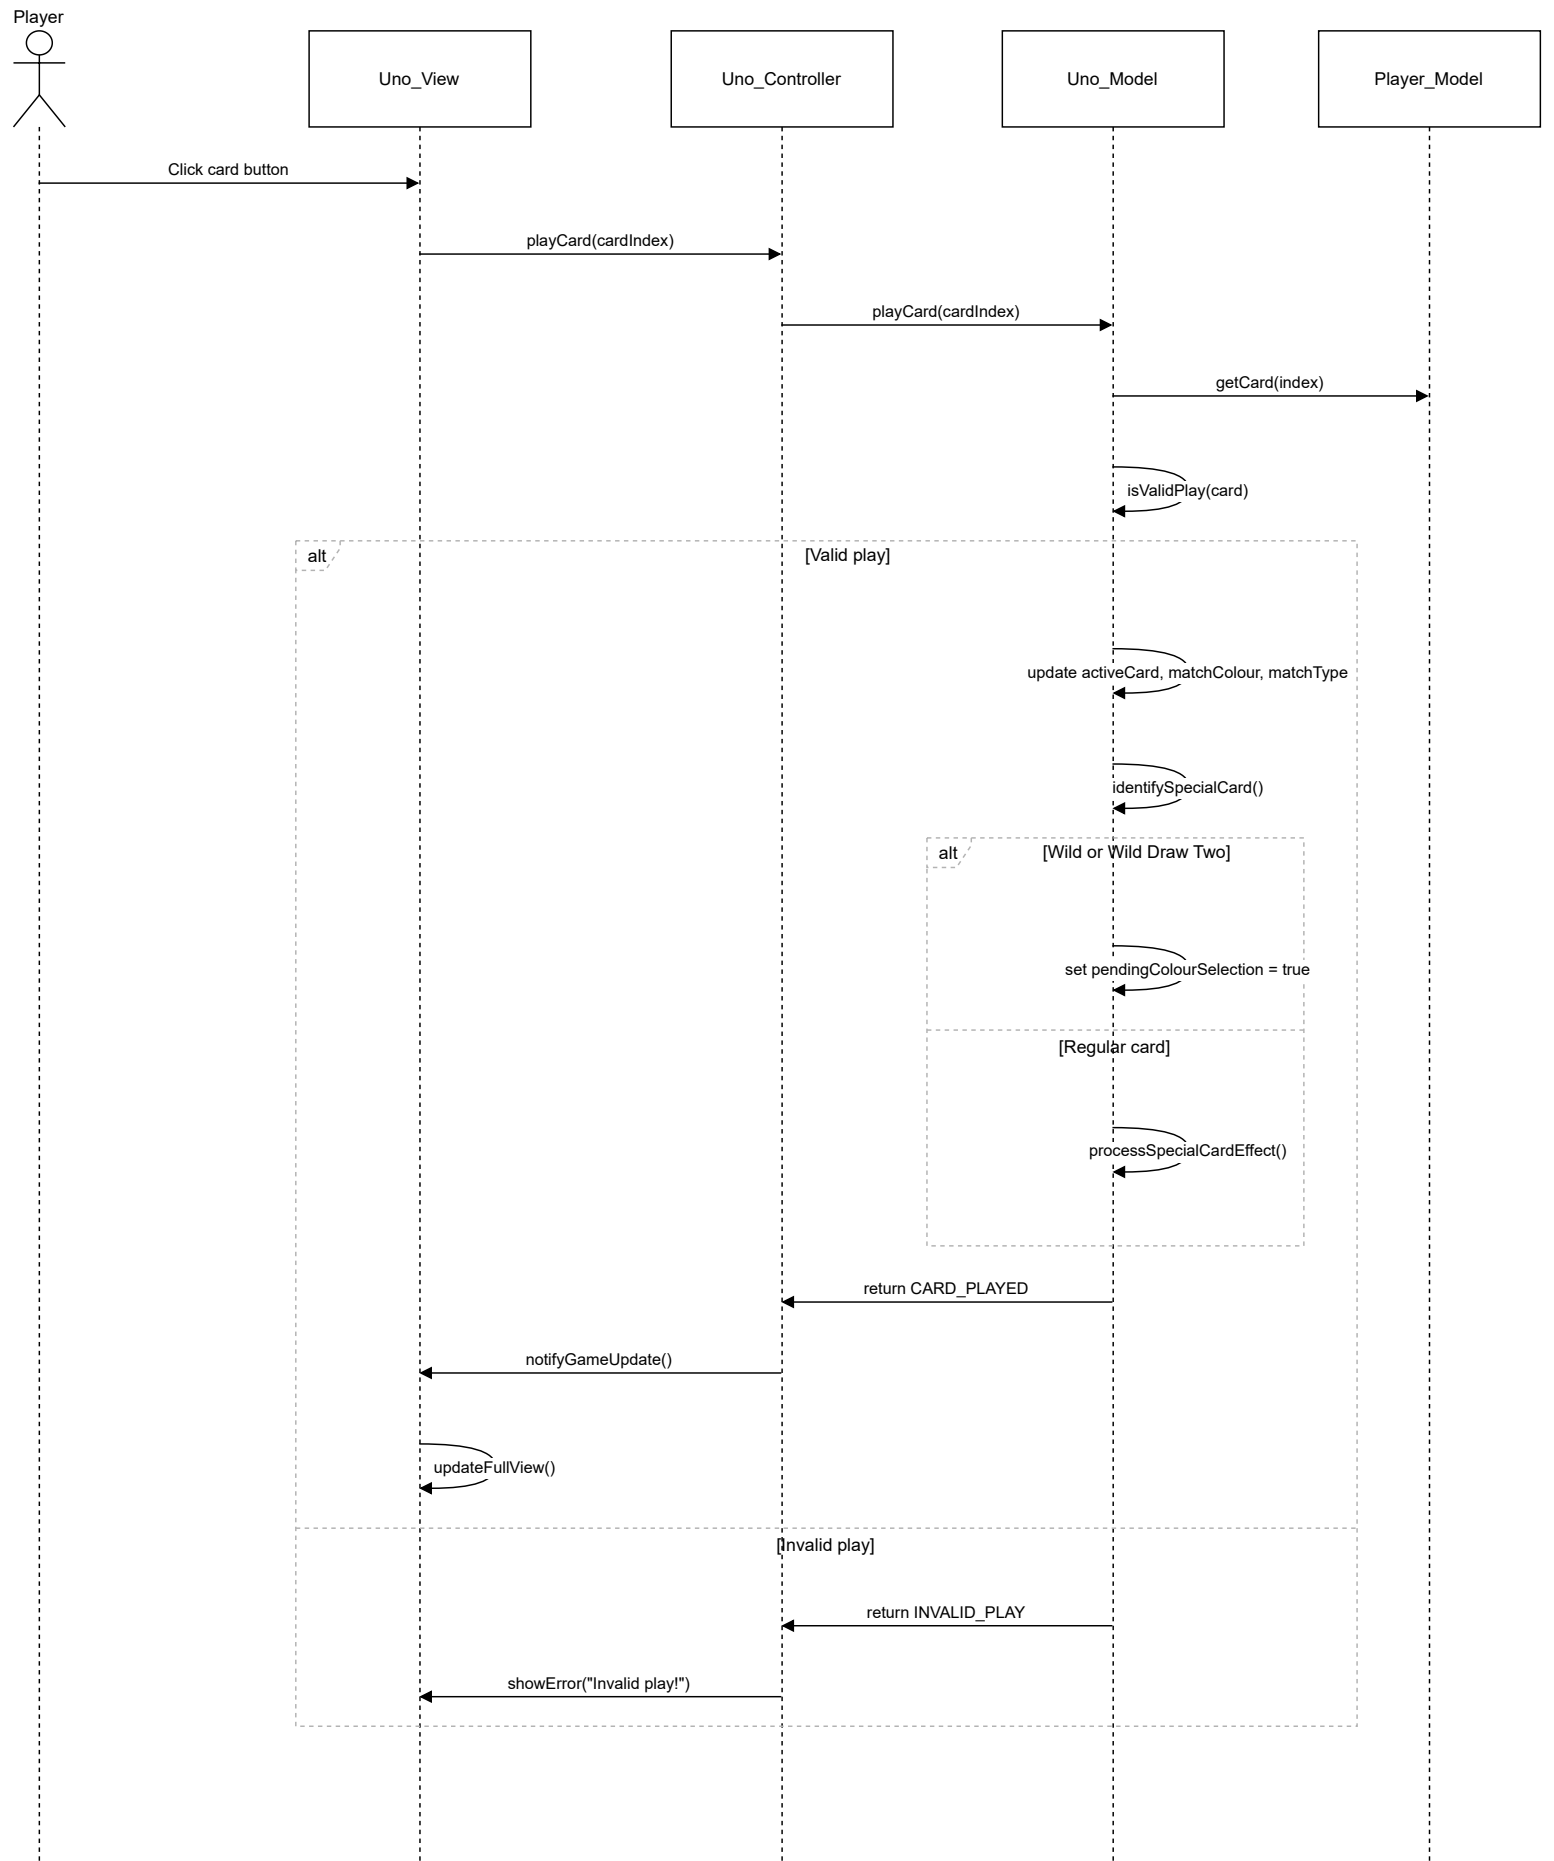 Player
Uno_View
Uno_Controller
Uno_Model
Player_Model
Click card button
playCard(cardIndex)
playCard(cardIndex)
getCard(index)
isValidPlay(card)
alt
[Valid play]
update activeCard, matchColour, matchType
identifySpecialCard()
alt
[Wild or Wild Draw Two]
set pendingColourSelection = true
[Regular card]
processSpecialCardEffect()
return CARD_PLAYED
notifyGameUpdate()
updateFullView()
[Invalid play]
return INVALID_PLAY
showError("Invalid play!")